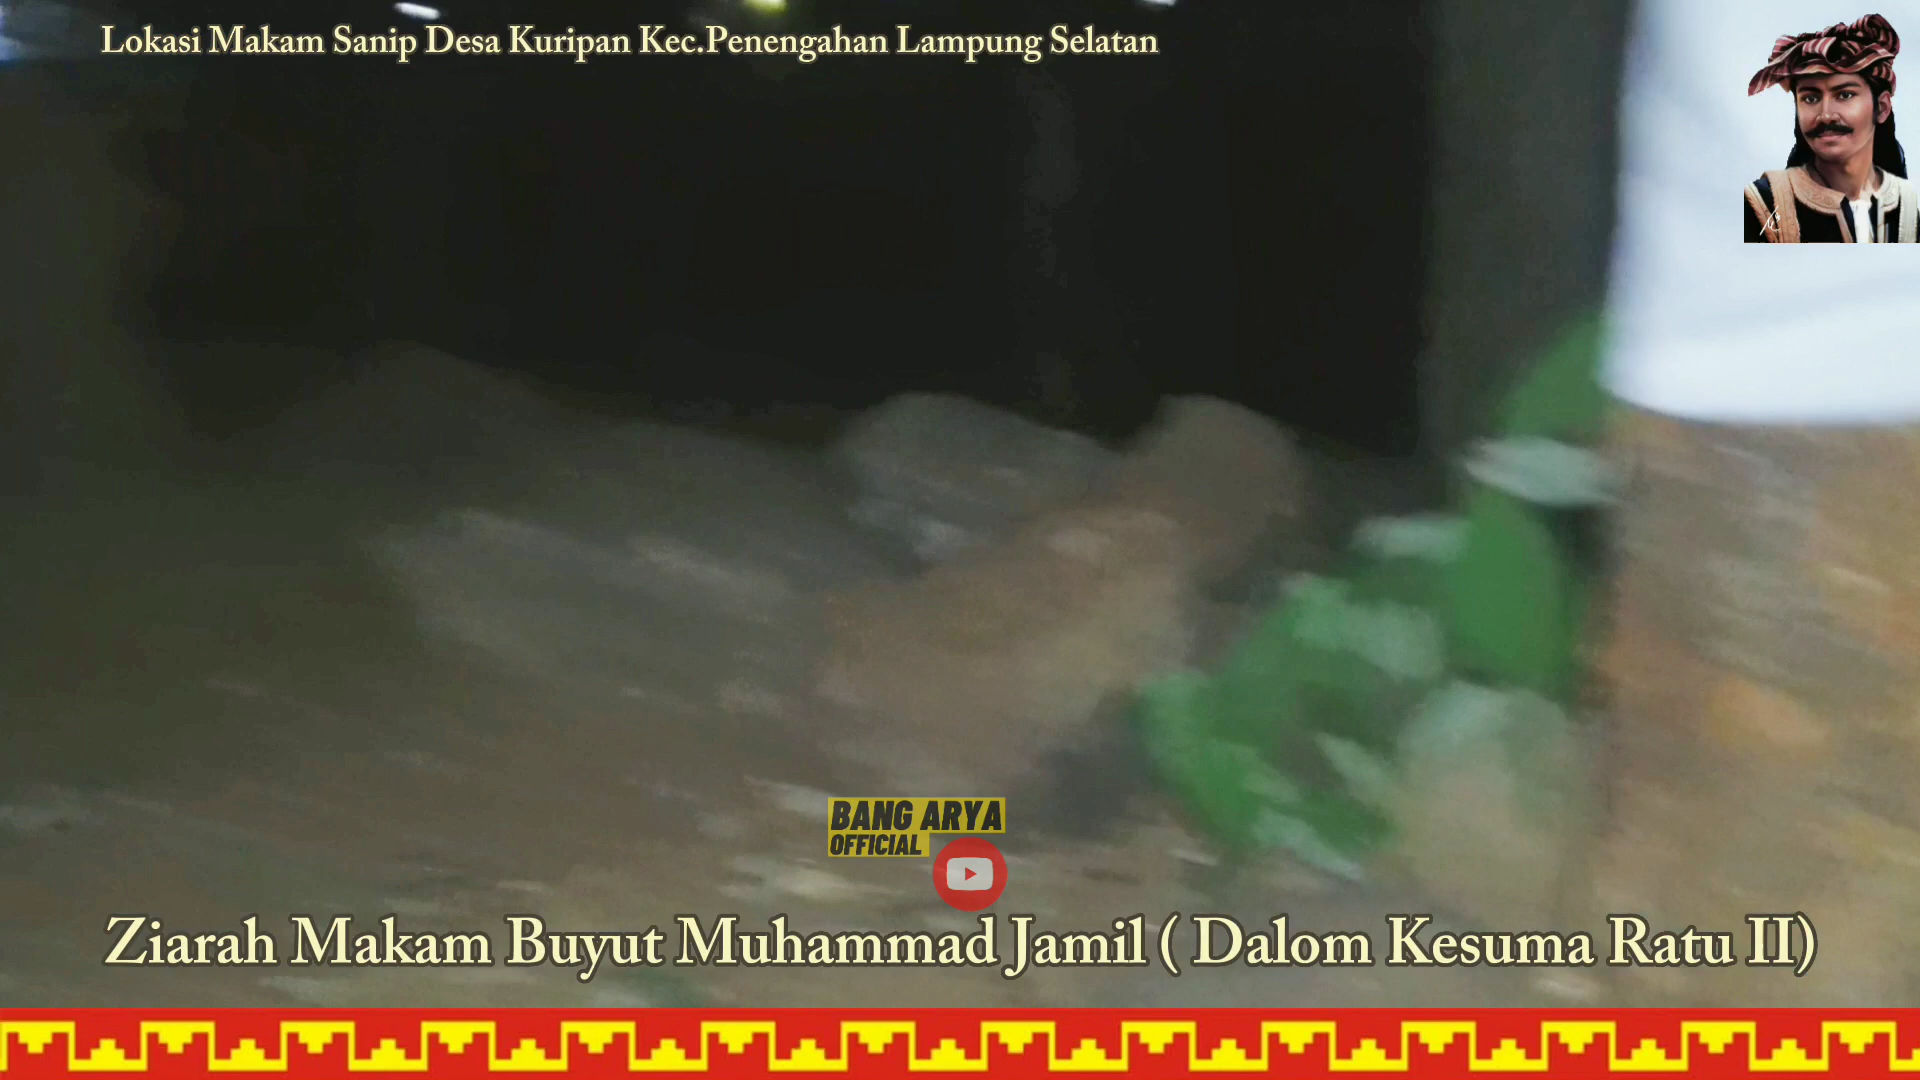 Lokasi Makam Sanip Desa Kuripan Kec.Penengahan Lampung Selatan
BANG ARYA
OFFICIAL
Ziarah Makam Buyut Muhammad Jamil ( Dalom Kesuma Ratu II)